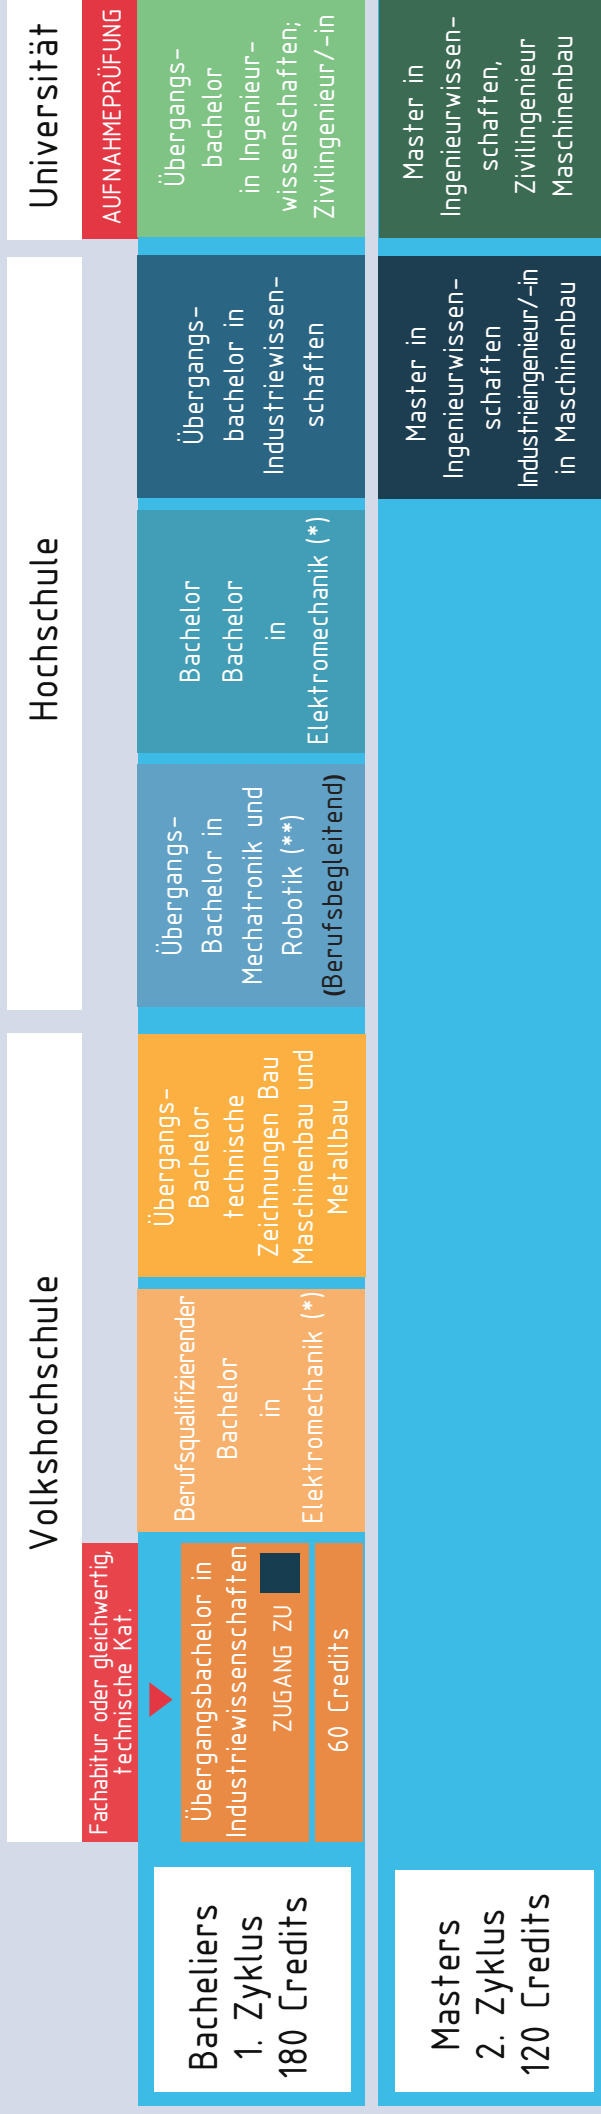 Volkshochschule
Hochschule
Universität
Fachabitur oder gleichwertig,
technische Kat.
AUFNAHMEPRÜFUNG
Bacheliers
1. Zyklus
180 Credits
Übergangsbachelor in
Industriewissenschaften
ZUGANG ZU
60 Credits
Berufsqualifizierender
Bachelor
in
Elektromechanik (*)
Übergangs-
Bachelor
technische
Zeichnungen Bau
Maschinenbau und
Metallbau
Übergangs-
Bachelor in
Mechatronik und
Robotik (**)
(Berufsbegleitend)
Bachelor
Bachelor
in
Elektromechanik (*)
Übergangs-
bachelor in
Industriewissen-
schaften
Übergangs-
bachelor
in Ingenieur-
wissenschaften;
Zivilingenieur/-in
Masters
2. Zyklus
120 Credits
Master in
Ingenieurwissen-
schaften
Industrieingenieur/-in
in Maschinenbau
Master in
Ingenieurwissen-
schaften,
Zivilingenieur
Maschinenbau